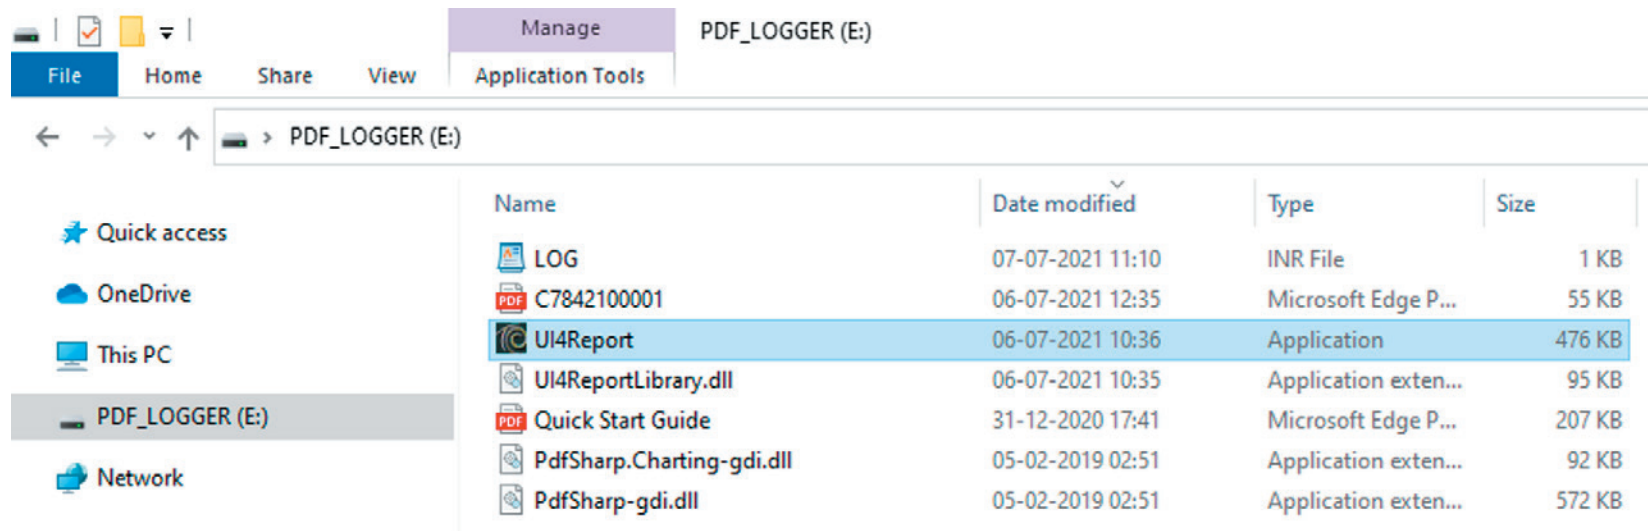 Manage PDF_LOGGER (E:)
File Home Share View Application Tools
PDF_LOGGER (E:)
Name Date modified Type Size
Quick access
OneDrive
This PC
PDF_LOGGER (E:)
Network
LOG 07-07-2021 11:10 INR File 1 KB
PDF C7842100001 06-07-2021 12:35 Microsoft Edge P... 55 KB
UI4Report 06-07-2021 10:36 Application 476 KB
UI4ReportLibrary.dll 06-07-2021 10:35 Application exten... 95 KB
PDF Quick Start Guide 31-12-2020 17:41 Microsoft Edge P... 207 KB
PdfSharp.Charting-gdi.dll 05-02-2019 02:51 Application exten... 92 KB
PdfSharp-gdi.dll 05-02-2019 02:51 Application exten... 572 KB